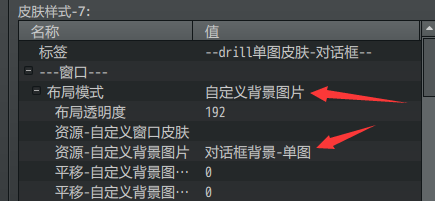 皮肤样式-7:
名称 值
标签 --drill单图皮肤-对话框--
---窗口---
布局模式 自定义背景图片
布局透明度 192
资源-自定义窗口皮肤
资源-自定义背景图片 对话框背景-单图
平移-自定义背景图… 0
平移-自定义背景图… 0